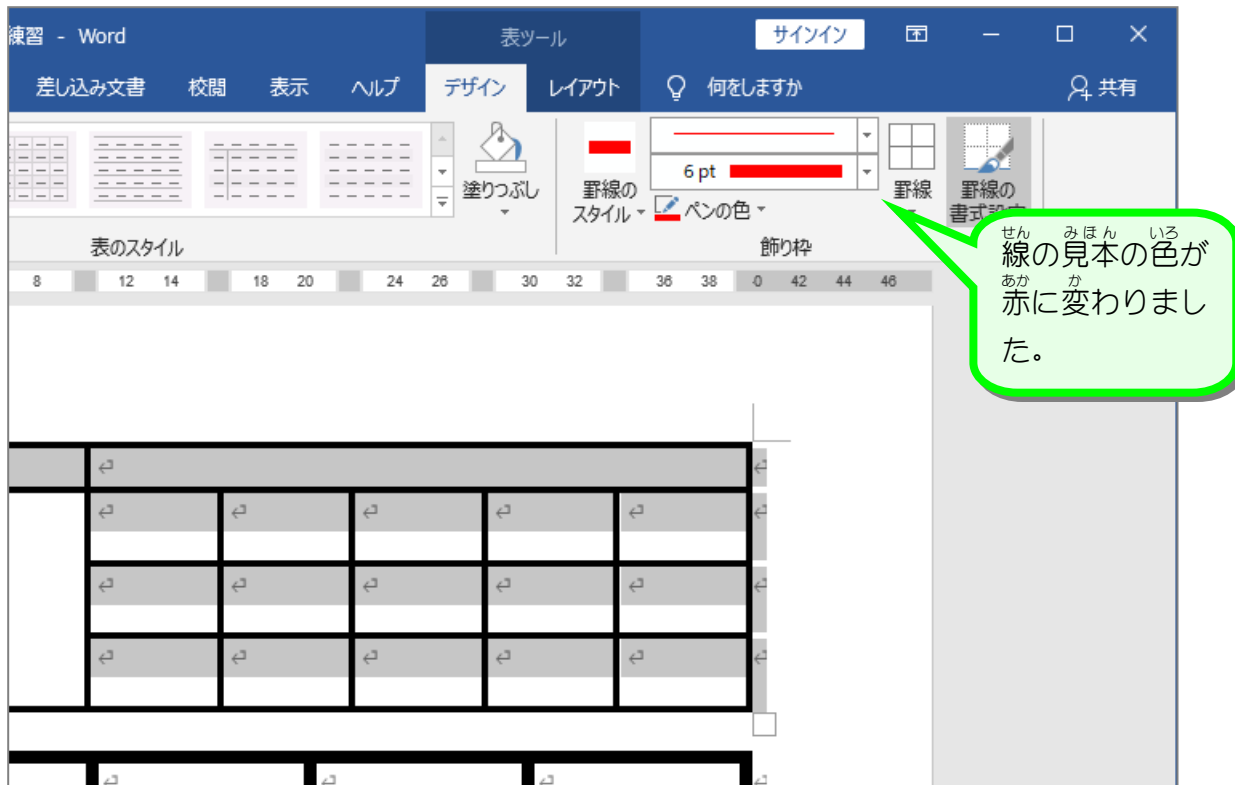 練習 - Word
表ツール
サインイン
差し込み文書 校閲 表示 ヘルプ デザイン レイアウト 何をしますか 共有
6 pt
塗りつぶし
罫線の
スタイル
ペンの色
罫線
罫線の
書式設定
表のスタイル
飾り枠
8 12 14 18 20 24 26 30 32 36 38 0 42 44 46
せん みほん いろ
線の見本の色が
あか か
赤に変わりまし
た。